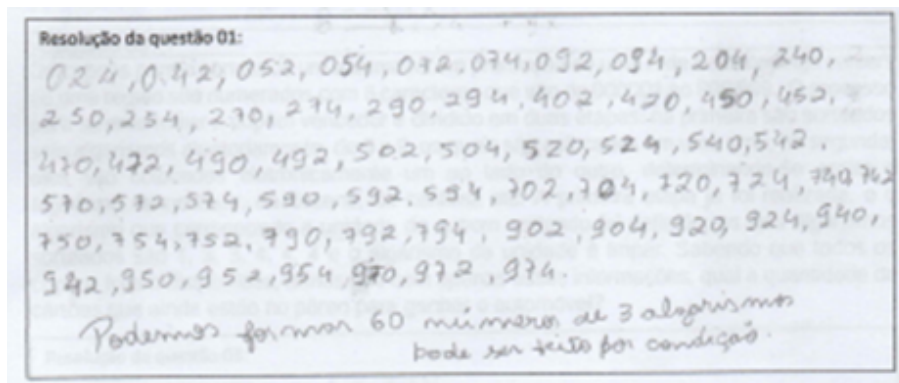 Resolução da questão 01:
024, 042, 052, 054, 072, 074, 092, 094, 204, 240,
250, 254, 270, 274, 290, 294, 402, 420, 450, 452,
470, 472, 490, 492, 502, 504, 520, 524, 540, 542.
570, 572, 574, 590, 592, 594, 702, 704, 720, 724, 740, 742
750, 754, 752, 790, 792, 794, 902, 904, 920, 924, 940,
942, 950, 952, 954, 970, 972, 974.
Podemos formar 60 números de 3 algarismos
pode ser feito por condição.